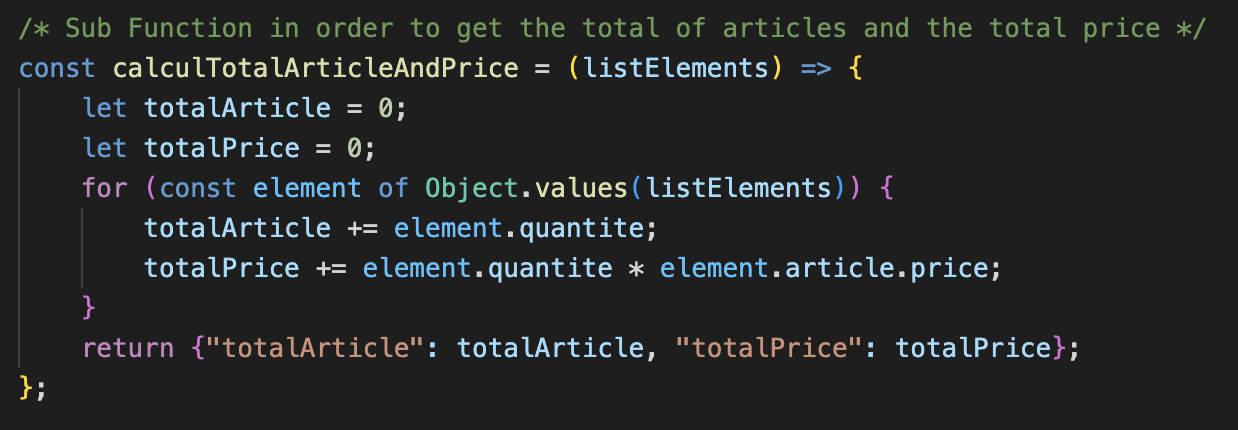 /* Sub Function in order to get the total of articles and the total price */
const calculTotalArticleAndPrice = (listElements) => {
    let totalArticle = 0;
    let totalPrice = 0;
    for (const element of Object.values(listElements)) {
        totalArticle += element.quantite;
        totalPrice += element.quantite * element.article.price;
    }
    return {"totalArticle": totalArticle, "totalPrice": totalPrice};
};